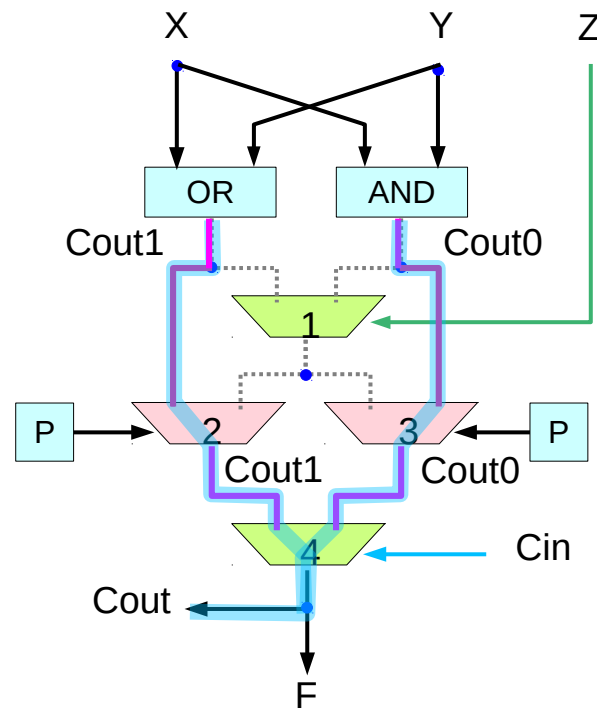 X Y Z
OR AND
Cout1 Cout0
1
P 2 3 P
Cout1 Cout0
4 Cin
Cout
F